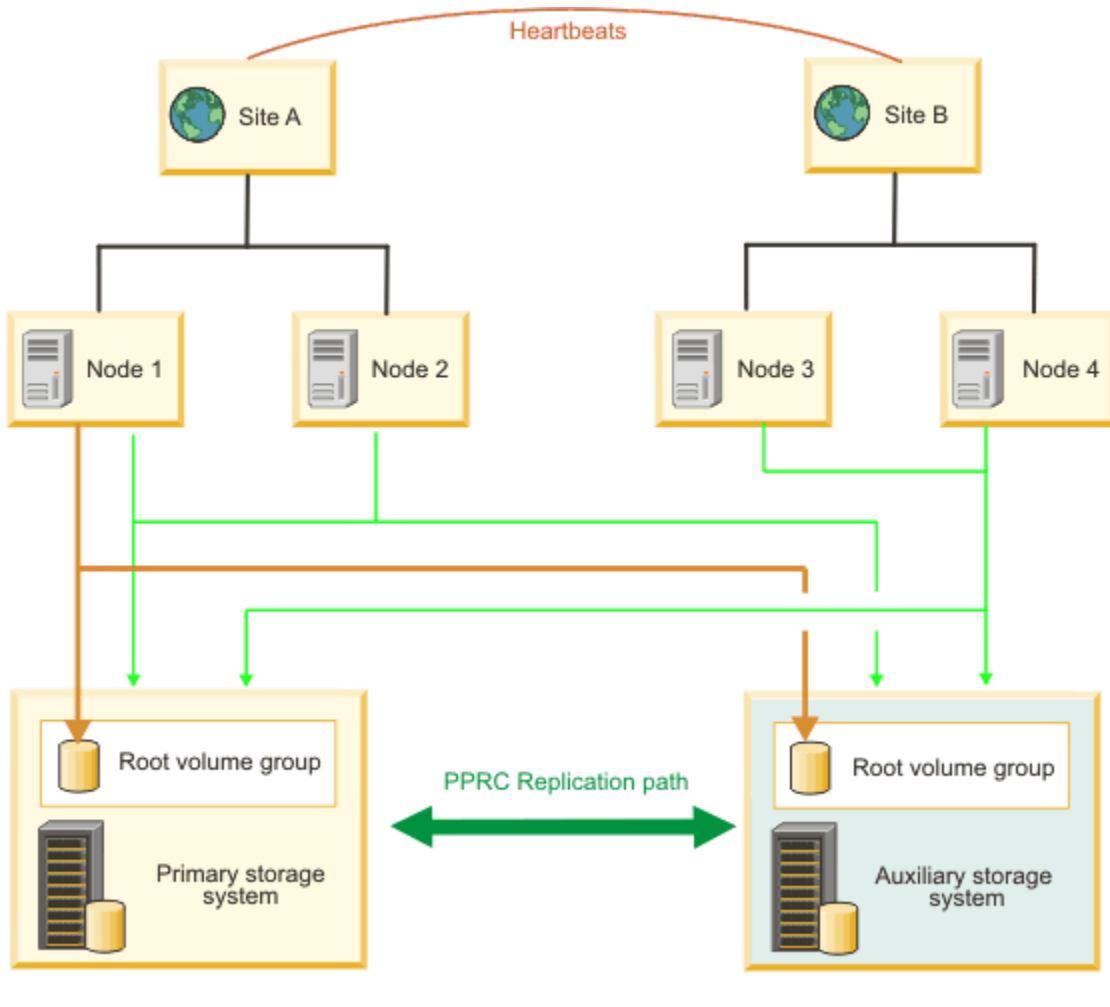 Heartbeats
Site A
Site B
Node 1
Node 2
Node 3
Node 4
Root volume group
Root volume group
PPRC Replication path
Primary storage
system
Auxiliary storage
system